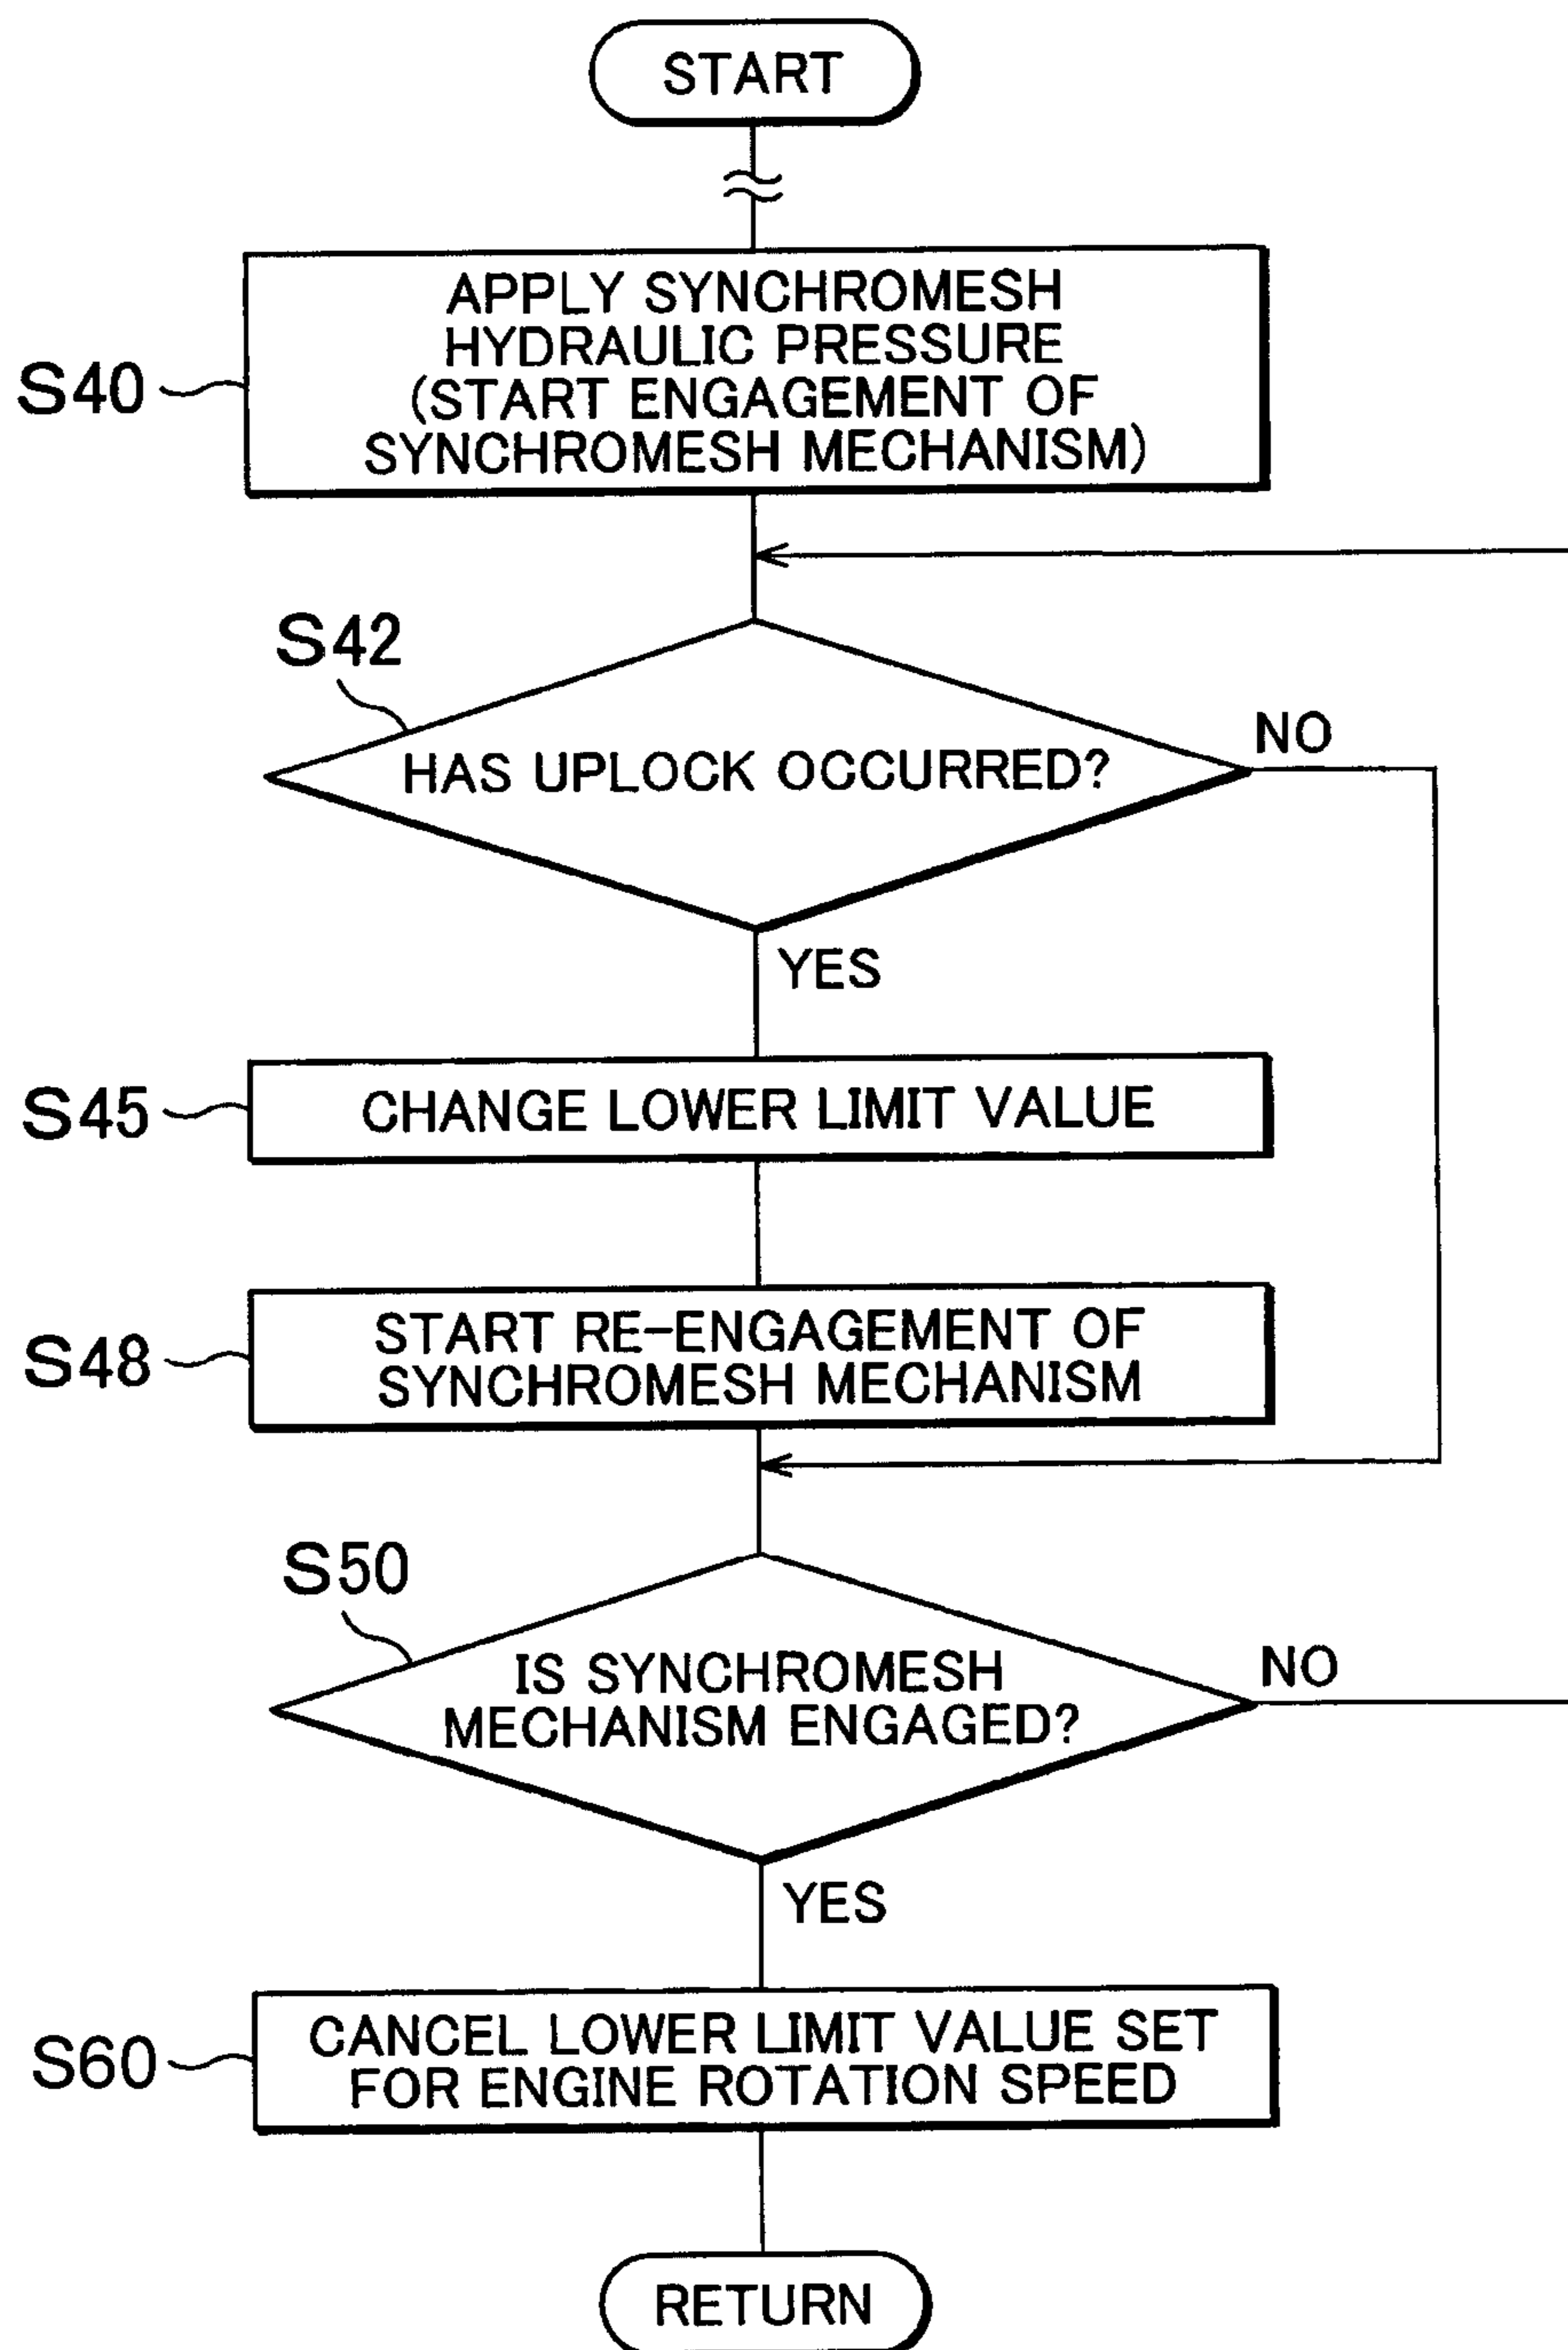 START
S40
APPLY SYNCHROMESH
HYDRAULIC PRESSURE
(START ENGAGEMENT OF
SYNCHROMESH MECHANISM)
S42
HAS UPLOCK OCCURRED?
NO
YES
S45
CHANGE LOWER LIMIT VALUE
S48
START RE-ENGAGEMENT OF
SYNCHROMESH MECHANISM
S50
IS SYNCHROMESH
MECHANISM ENGAGED?
NO
YES
S60
CANCEL LOWER LIMIT VALUE SET
FOR ENGINE ROTATION SPEED
RETURN